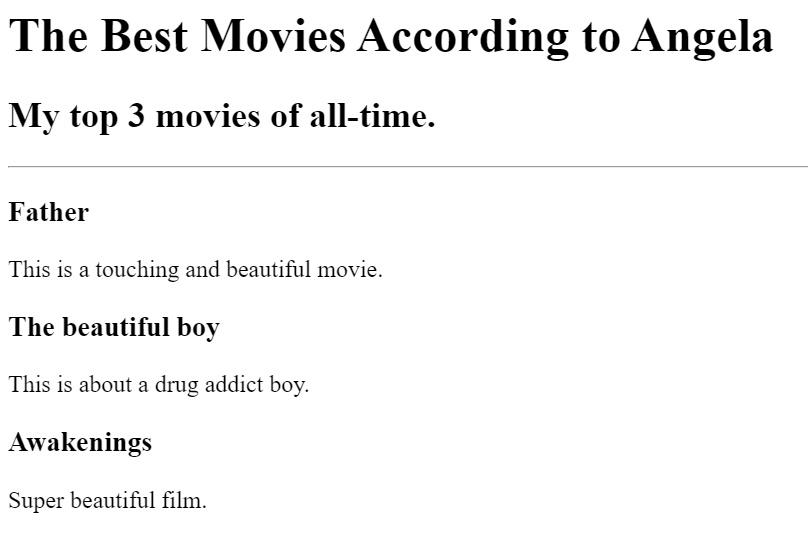 The Best Movies According to Angela
My top 3 movies of all-time.
Father
This is a touching and beautiful movie.
The beautiful boy
This is about a drug addict boy.
Awakenings
Super beautiful film.